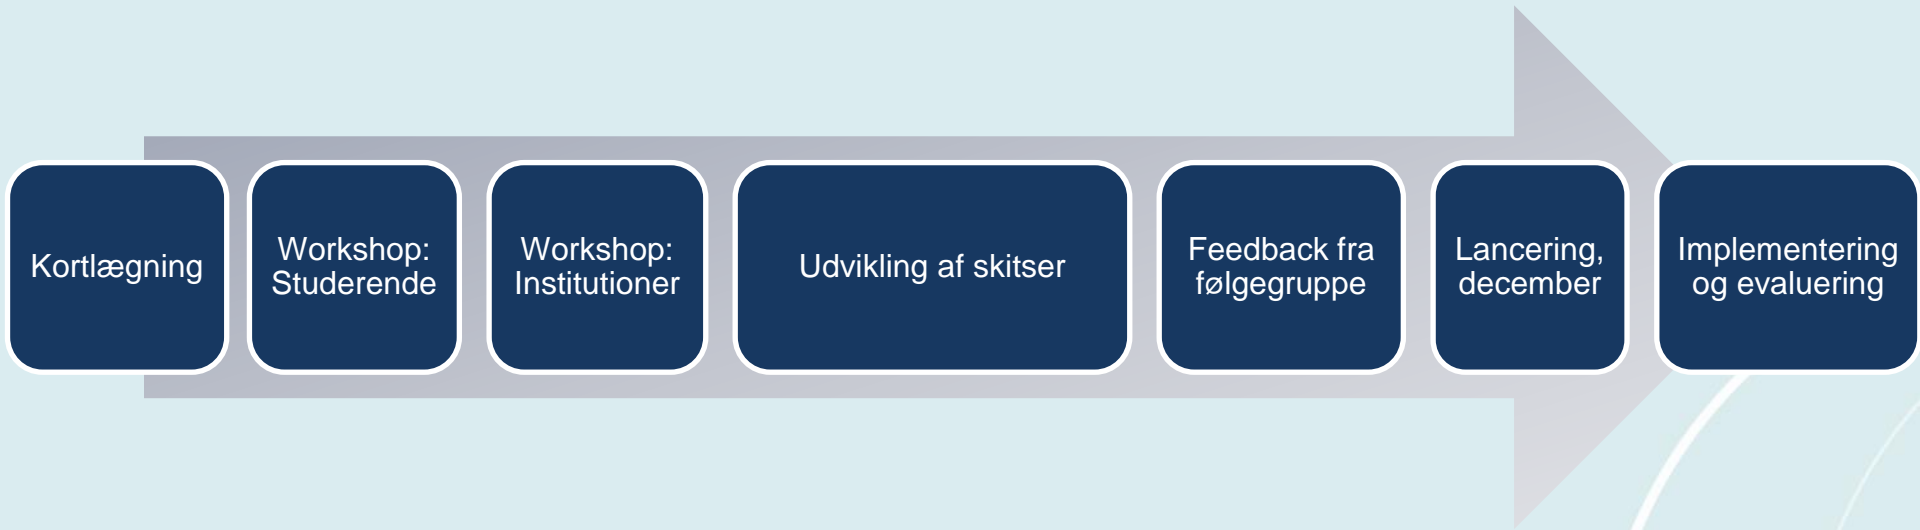 Kortlægning
Workshop:
Studerende
Workshop:
Institutioner
Udvikling af skitser
Feedback fra
følgegruppe
Lancering,
december
Implementering
og evaluering